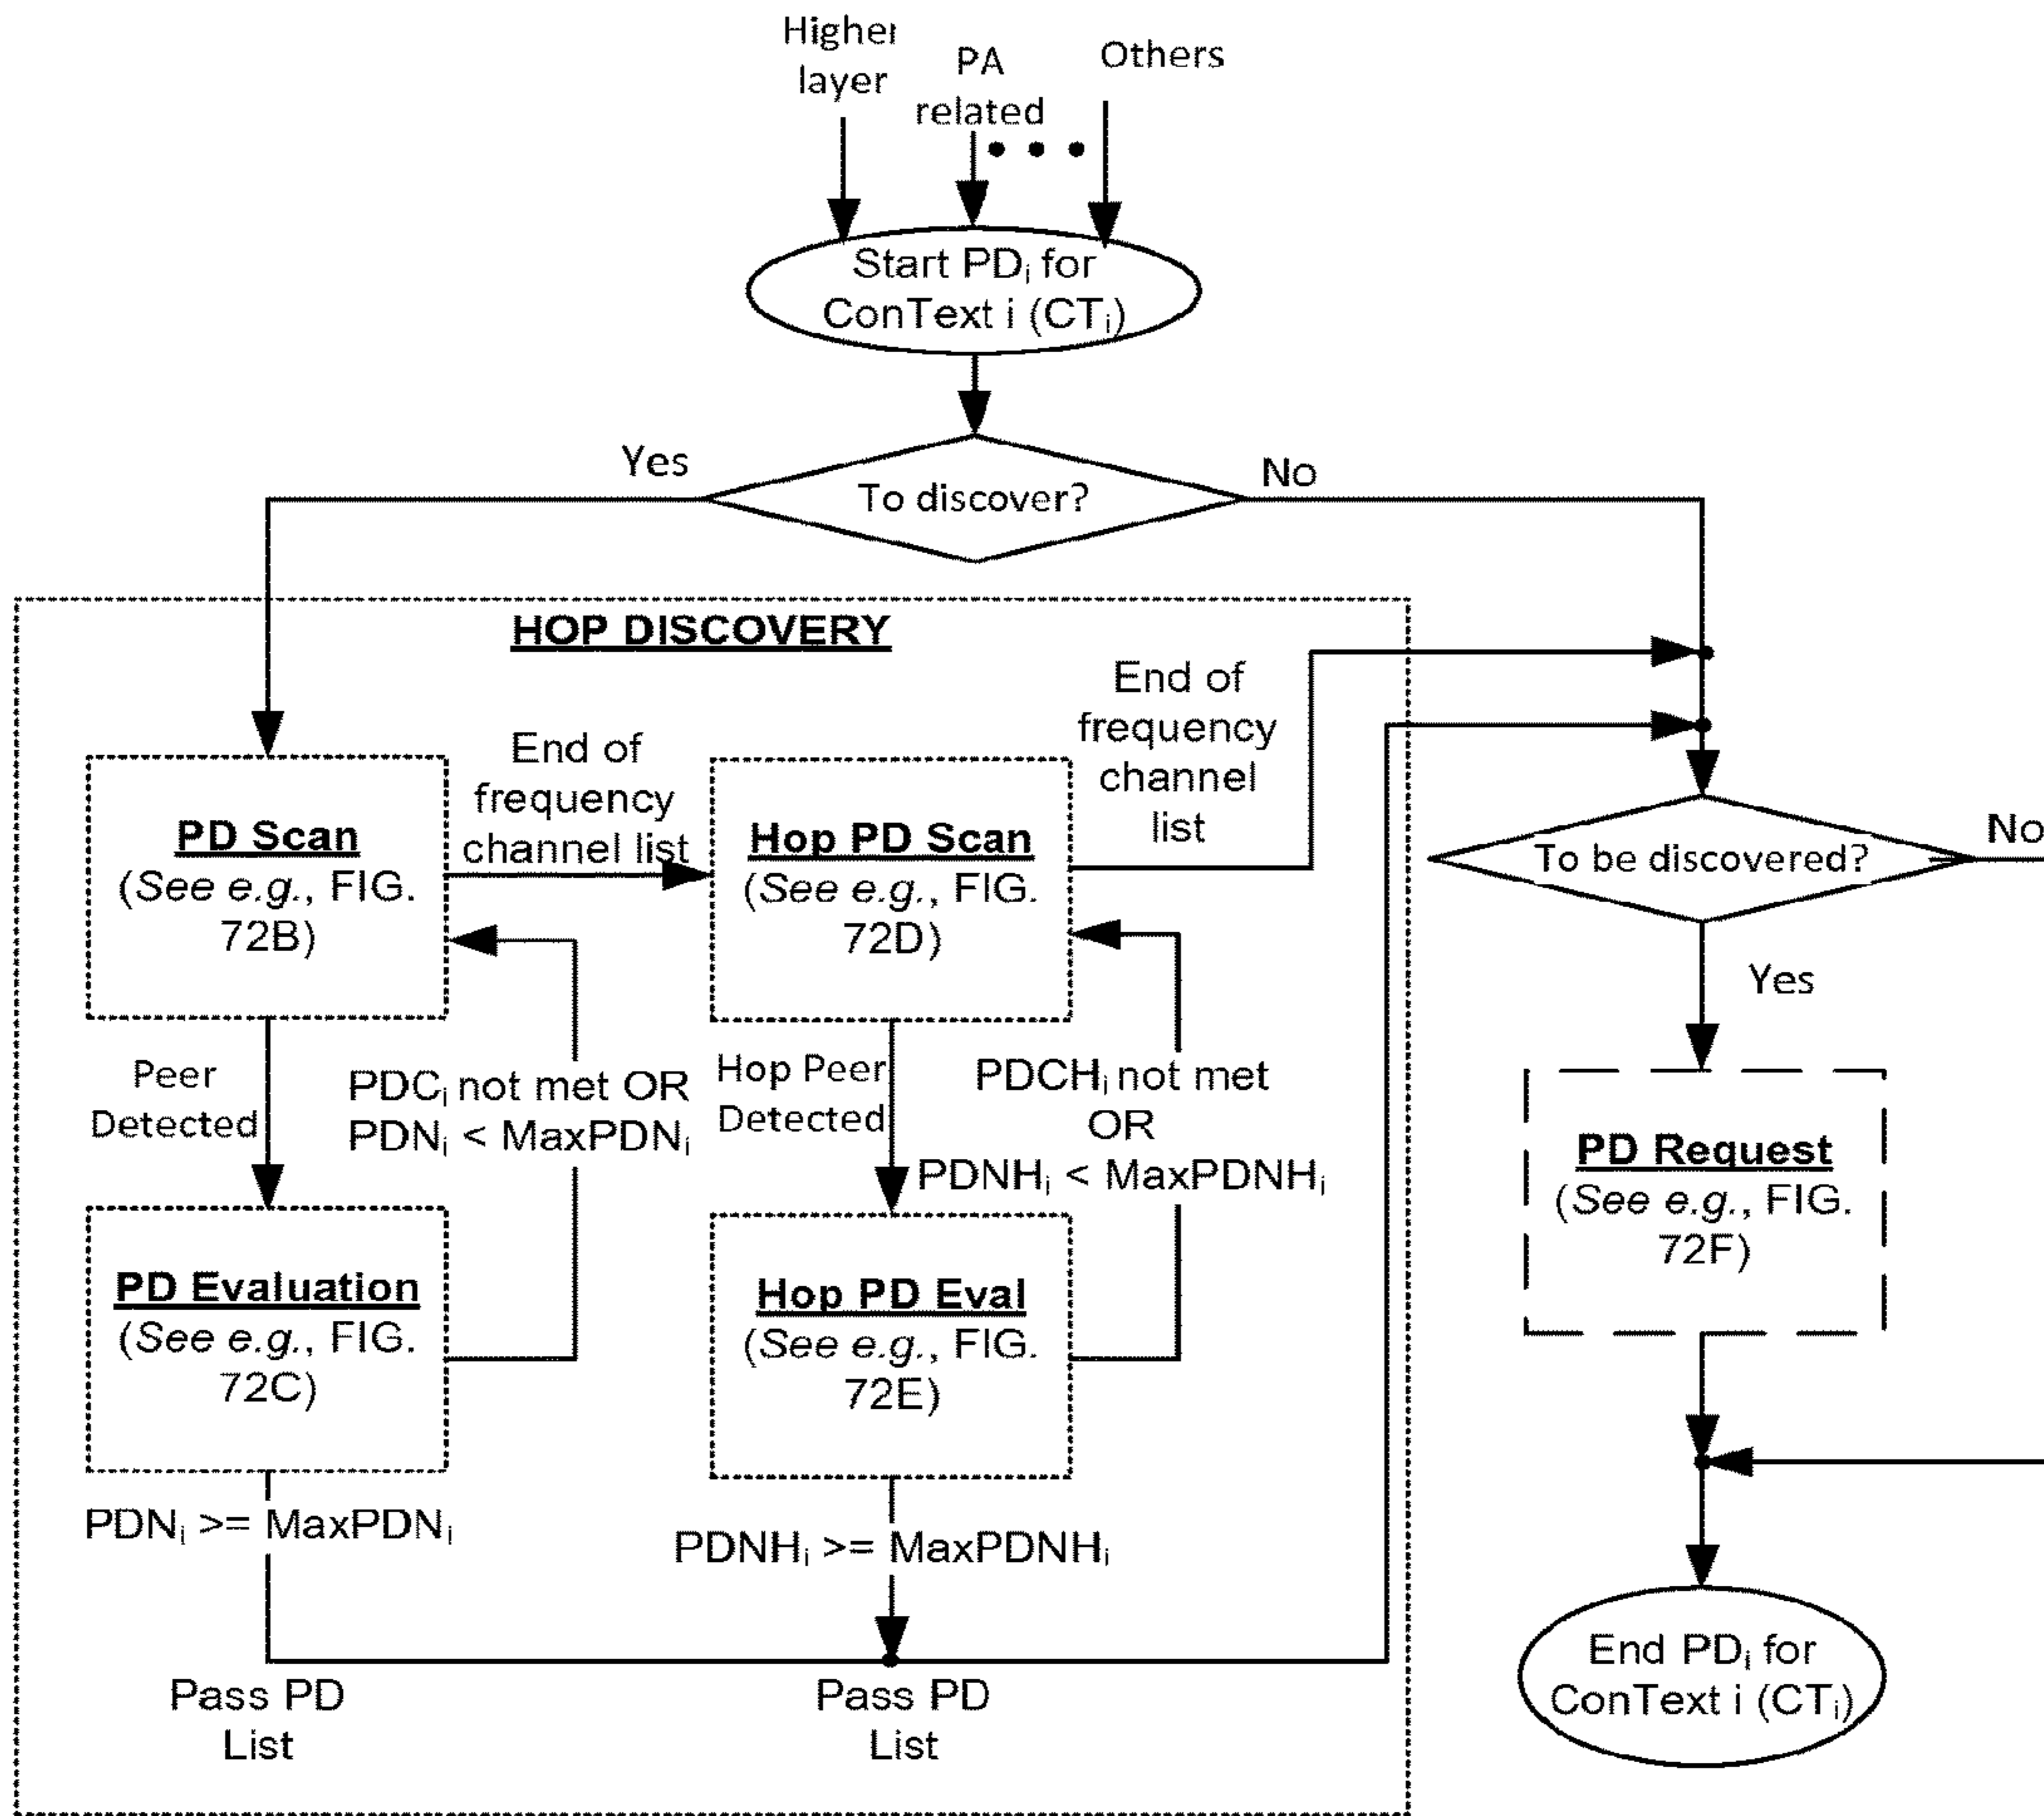 Higher
layer
PA
related
Others
Start PDi for
ConText i (CTi)
To discover?
Yes
No
HOP DISCOVERY
End of
frequency
channel list
End of
frequency
channel
list
PD Scan
(See e.g., FIG.
72B)
Hop PD Scan
(See e.g., FIG.
72D)
To be discovered?
No
Yes
Peer
Detected
PDCi not met OR
PDNi < MaxPDNi
Hop Peer
Detected
PDCHi not met
OR
PDNHi < MaxPDNHi
PD Request
(See e.g., FIG.
72F)
PD Evaluation
(See e.g., FIG.
72C)
Hop PD Eval
(See e.g., FIG.
72E)
PDNi >= MaxPDNi
PDNHi >= MaxPDNHi
Pass PD
List
Pass PD
List
End PDi for
ConText i (CTi)